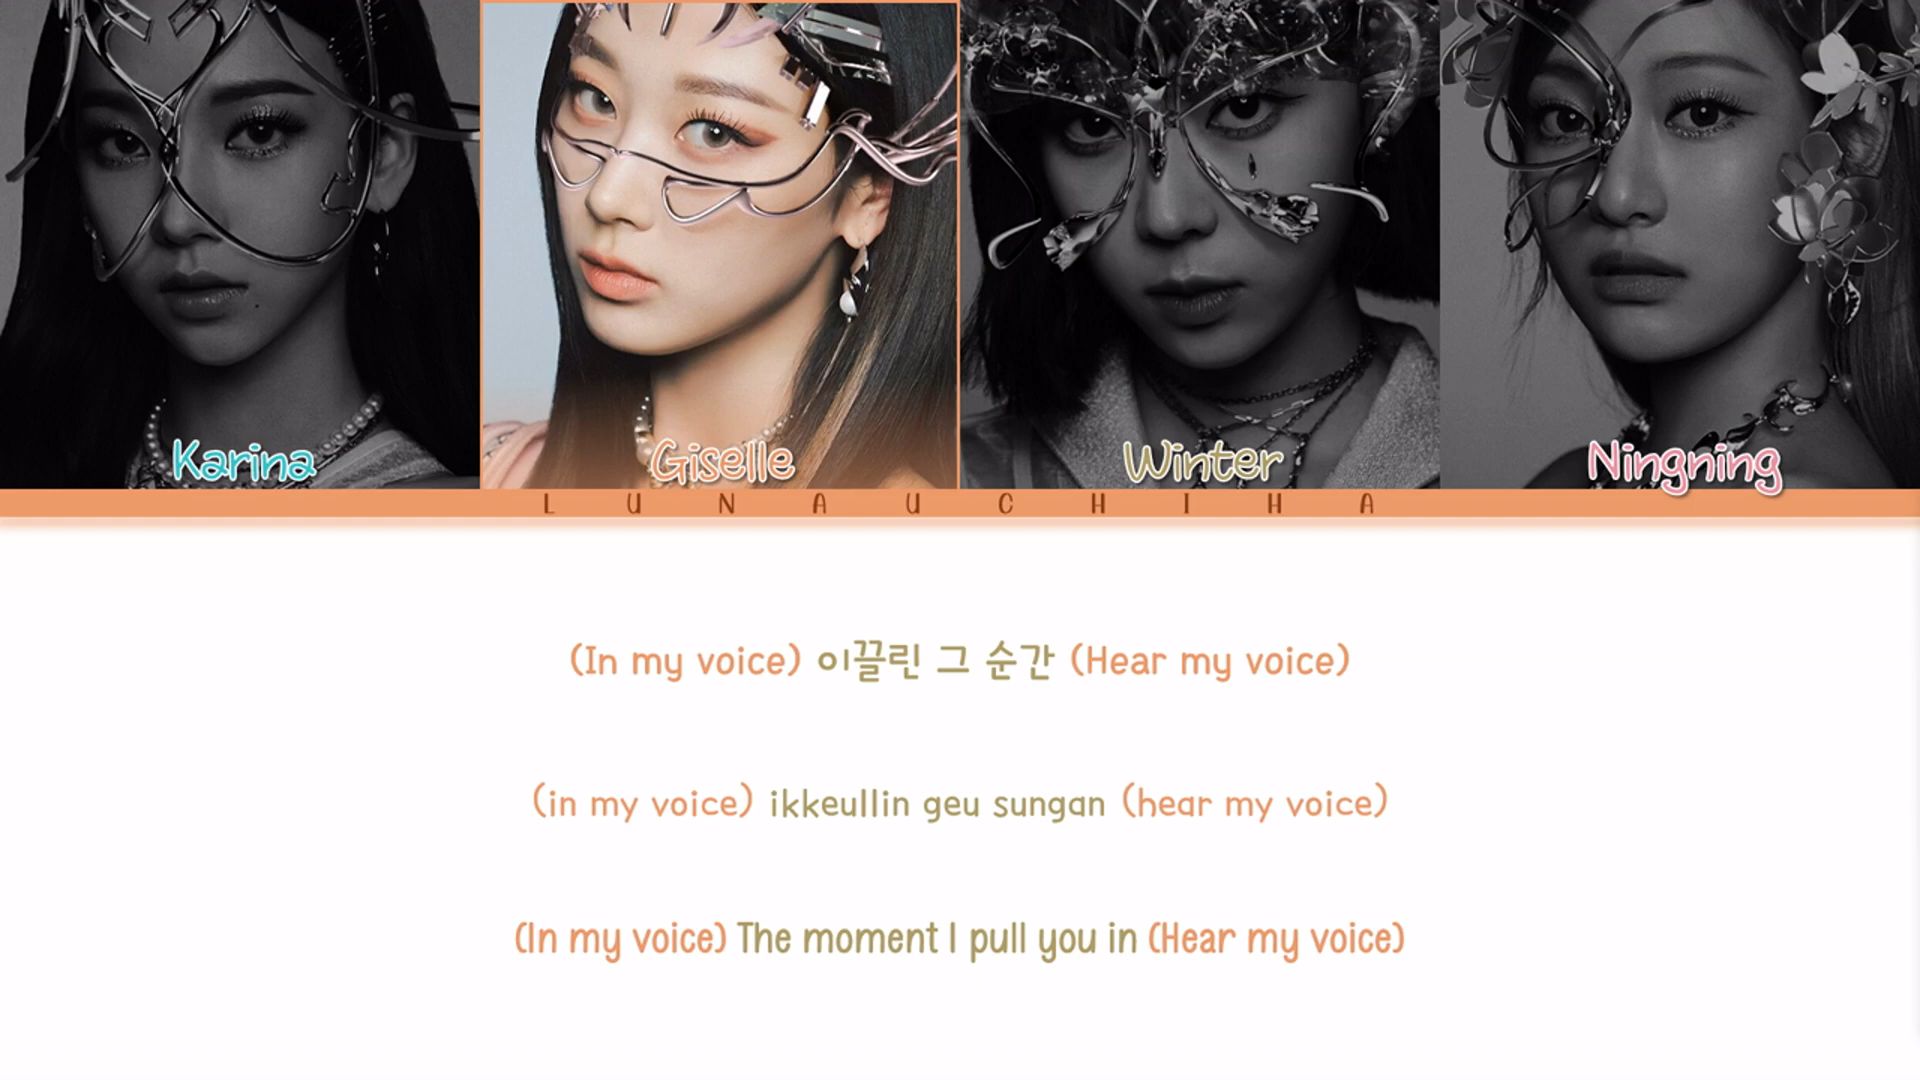 Karina Giselle Winter Ningning
LUNAUCHIHA
(In my voice) 이끌린 그 순간 (Hear my voice)
(in my voice) ikkeullin geu sungan (hear my voice)
(In my voice) The moment I pull you in (Hear my voice)